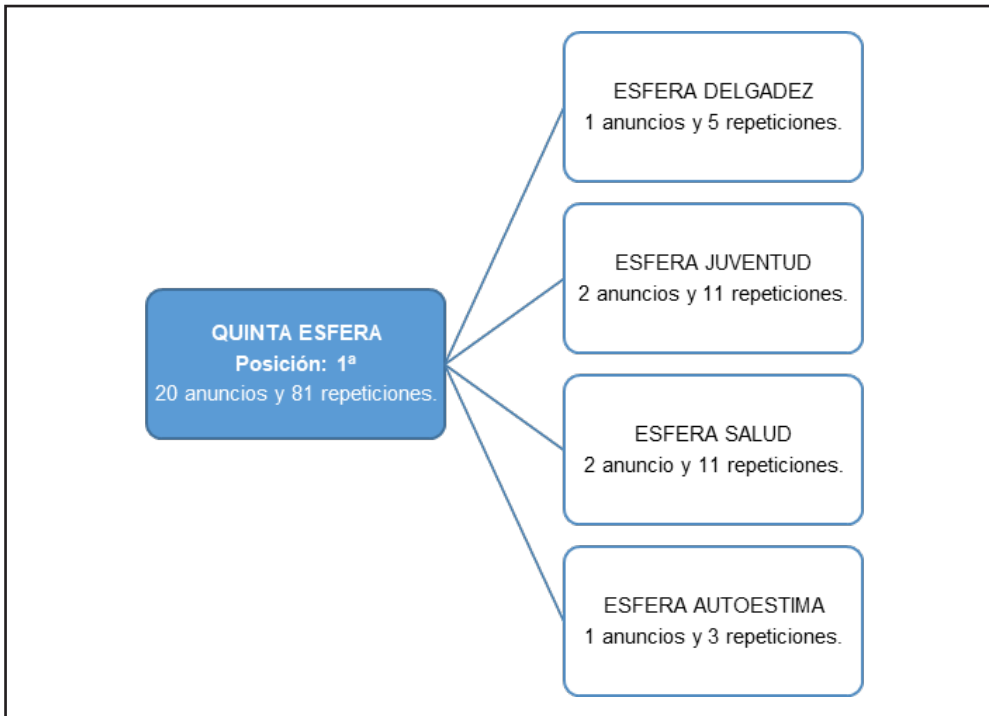 ESFERA DELGADEZ
1 anuncios y 5 repeticiones.
ESFERA JUVENTUD
2 anuncios y 11 repeticiones.
QUINTA ESFERA
Posición: 1ª
20 anuncios y 81 repeticiones.
ESFERA SALUD
2 anuncio y 11 repeticiones.
ESFERA AUTOESTIMA
1 anuncios y 3 repeticiones.